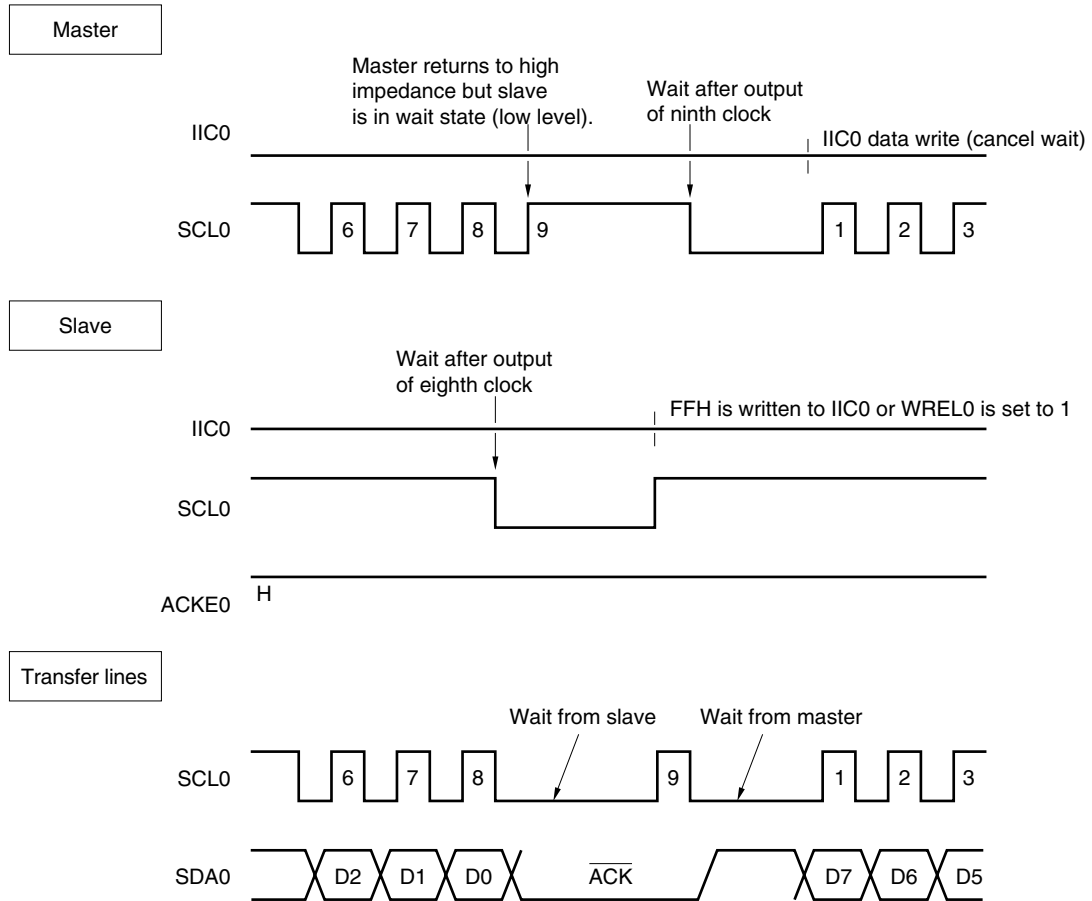 Master
Master returns to high
impedance but slave
is in wait state (low level).
Wait after output
of ninth clock
IIC0
IIC0 data write (cancel wait)
SCL0
6 7 8 9 1 2 3
Slave
Wait after output
of eighth clock
FFH is written to IIC0 or WREL0 is set to 1
IIC0
SCL0
H
ACKE0
Transfer lines
Wait from slave Wait from master
SCL0
6 7 8 9 1 2 3
SDA0
D2 D1 D0 ACK D7 D6 D5